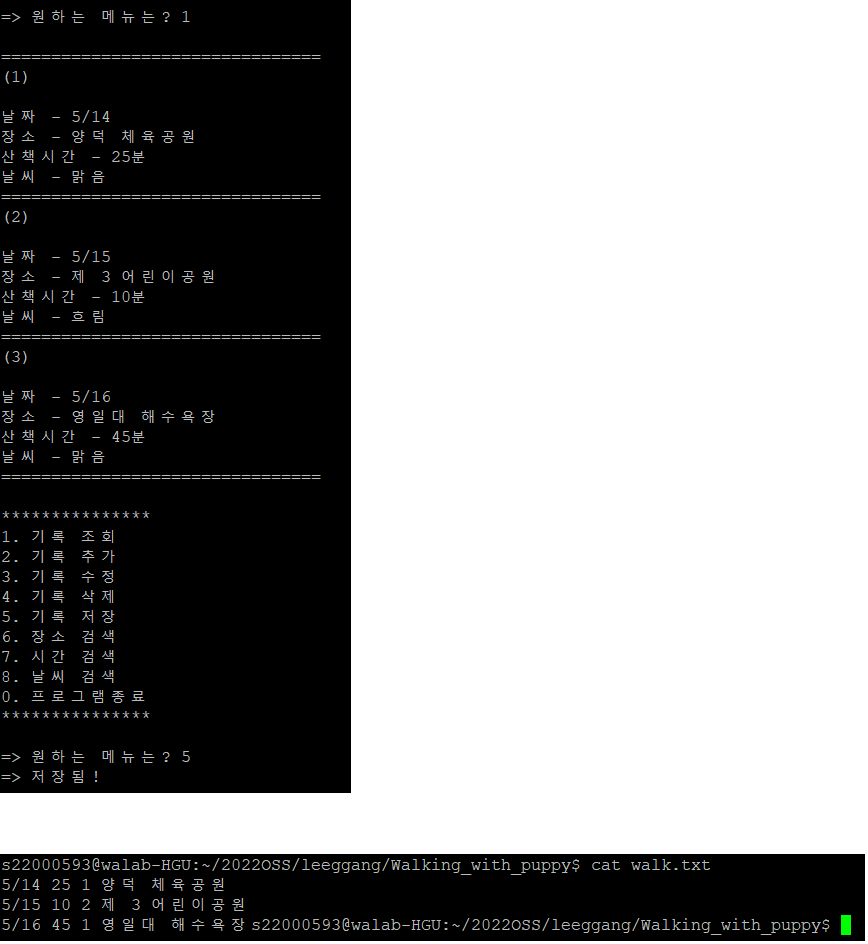 => 원하는 메뉴는? 1
================================
(1)
날짜 - 5/14
장소 - 양덕 체육공원
산책시간 - 25분
날씨 - 맑음
================================
(2)
날짜 - 5/15
장소 - 제 3 어린이공원
산책시간 - 10분
날씨 - 흐림
================================
(3)
날짜 - 5/16
장소 - 영일대 해수욕장
산책시간 - 45분
날씨 - 맑음
================================
***************
1. 기록 조회
2. 기록 추가
3. 기록 수정
4. 기록 삭제
5. 기록 저장
6. 장소 검색
7. 시간 검색
8. 날씨 검색
0. 프로그램종료
***************
=> 원하는 메뉴는? 5
=> 저장됨!
s22000593@walab-HGU:~/2022OSS/leeggang/Walking_with_puppy$ cat walk.txt
5/14 25 1 양덕 체육공원
5/15 10 2 제 3 어린이공원
5/16 45 1 영일대 해수욕장s22000593@walab-HGU:~/2022OSS/leeggang/Walking_with_puppy$